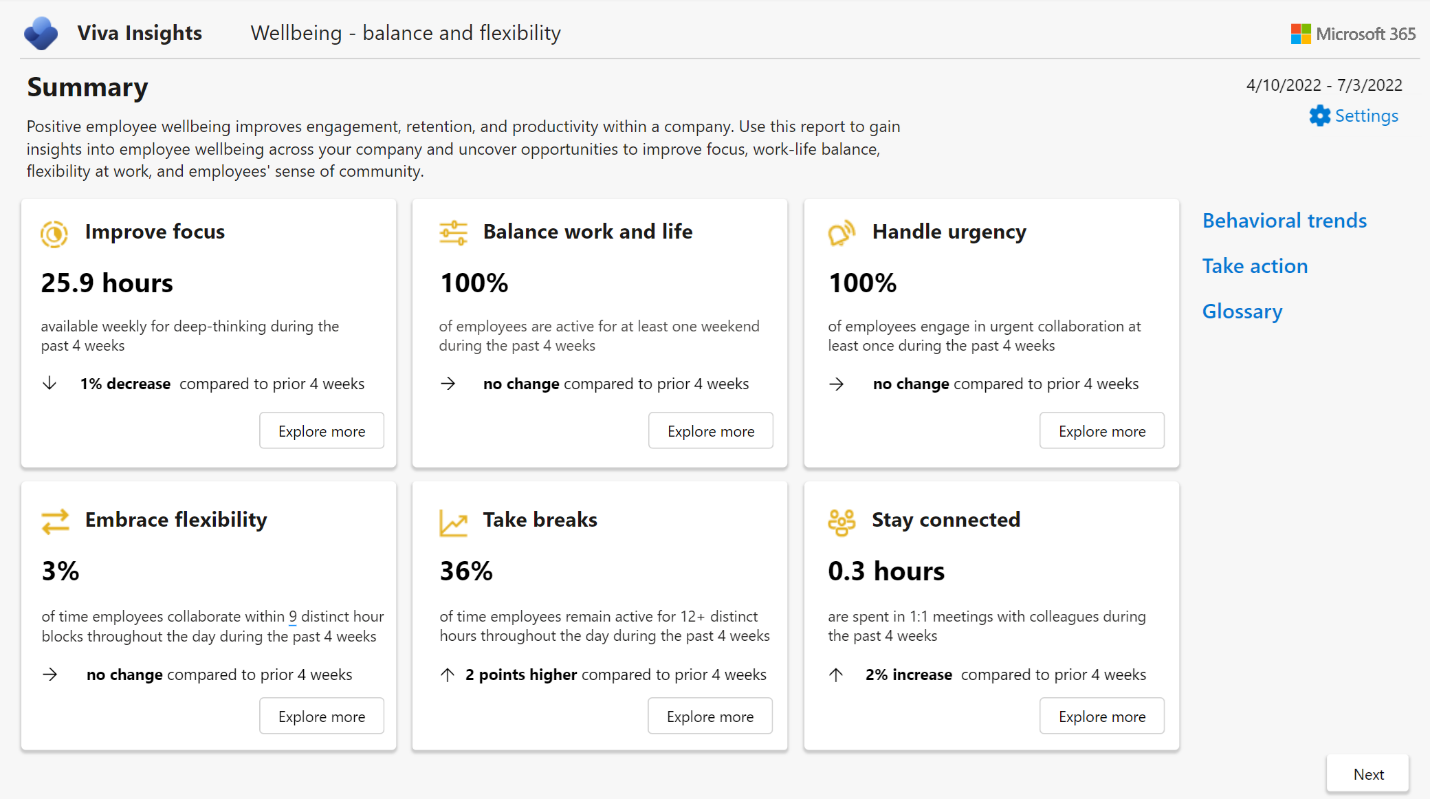 Viva Insights Wellbeing - balance and flexibility Microsoft 365
Summary
4/10/2022 - 7/3/2022
Settings
Positive employee wellbeing improves engagement, retention, and productivity within a company. Use this report to gain
insights into employee wellbeing across your company and uncover opportunities to improve focus, work-life balance,
flexibility at work, and employees' sense of community.
Improve focus
25.9 hours
available weekly for deep-thinking during the
past 4 weeks
1% decrease compared to prior 4 weeks
Explore more
Balance work and life
100%
of employees are active for at least one weekend
during the past 4 weeks
no change compared to prior 4 weeks
Explore more
Handle urgency
100%
of employees engage in urgent collaboration at
least once during the past 4 weeks
no change compared to prior 4 weeks
Explore more
Behavioral trends
Take action
Glossary
Embrace flexibility
3%
of time employees collaborate within 9 distinct hour
blocks throughout the day during the past 4 weeks
no change compared to prior 4 weeks
Explore more
Take breaks
36%
of time employees remain active for 12+ distinct
hours throughout the day during the past 4 weeks
2 points higher compared to prior 4 weeks
Explore more
Stay connected
0.3 hours
are spent in 1:1 meetings with colleagues during
the past 4 weeks
2% increase compared to prior 4 weeks
Explore more
Next